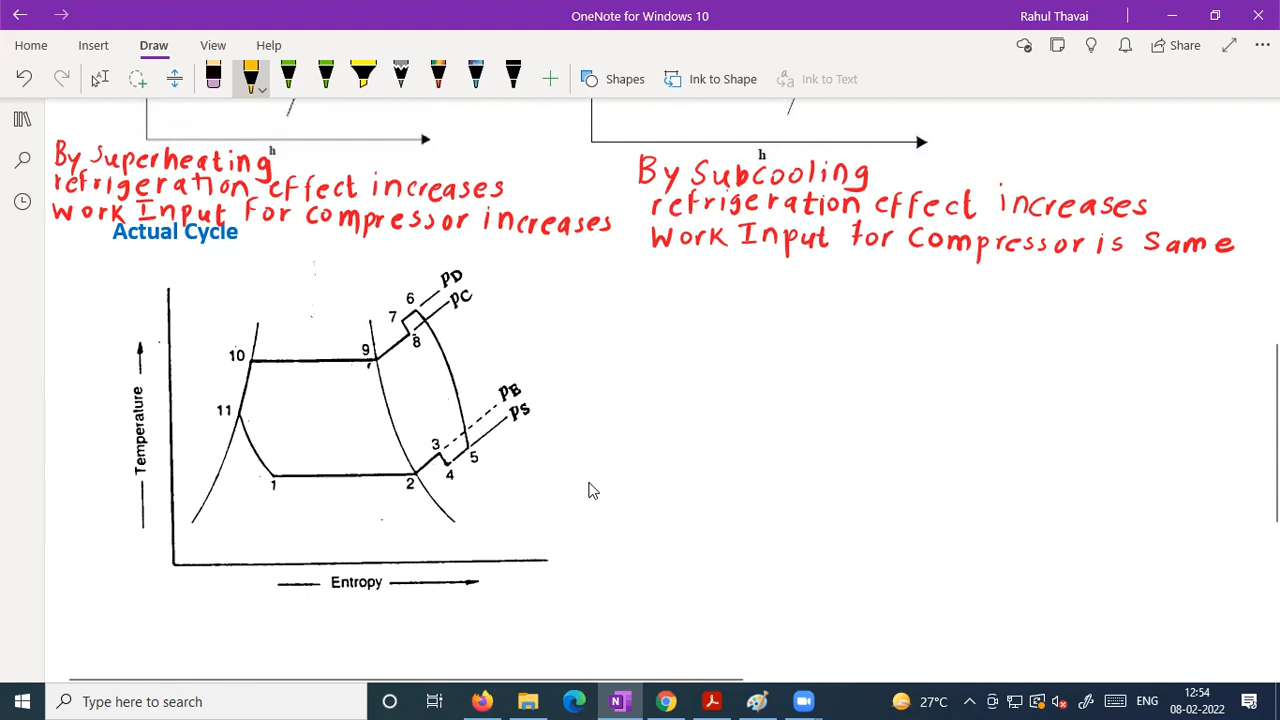 OneNote for Windows 10
Rahul Thavai
Home Insert Draw View Help
Share
Shapes Ink to Shape Ink to Text
h
h
By Superheating
refrigeration effect increases
Work Input for compressor increases
By Subcooling
refrigeration effect increases
Work Input for Compressor is Same
Actual Cycle
PD
6
PC
7
8
9
10
11
PE
PS
3
5
4
2
1
Temperature
Entropy
Type here to search
27°C
ENG
12:54
08-02-2022